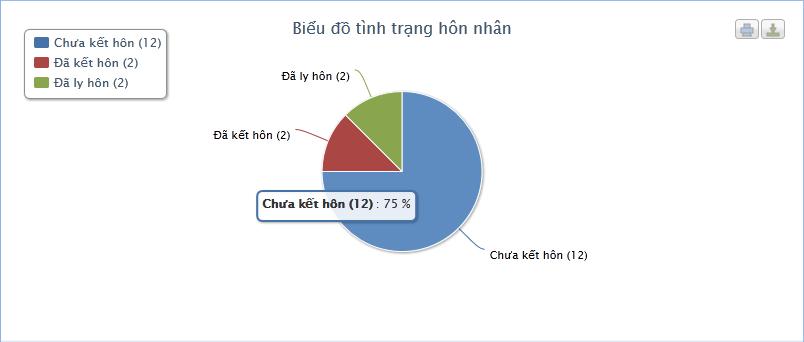 Biểu đồ tình trạng hôn nhân
Chưa kết hôn (12)
Đã kết hôn (2)
Đã ly hôn (2)
Đã ly hôn (2)
Đã kết hôn (2)
Chưa kết hôn (12) : 75 %
Chưa kết hôn (12)